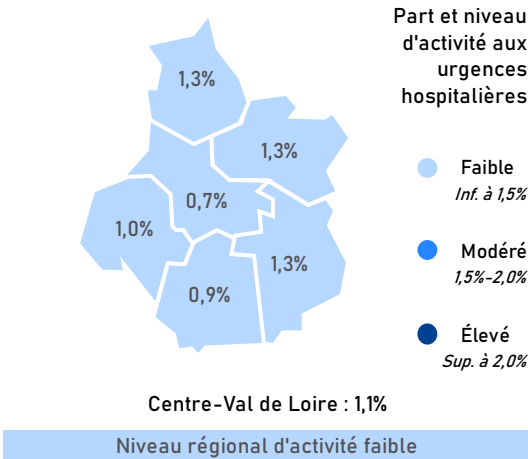 Part et niveau
d'activité aux
urgences
hospitalières
1,3%
1,3%
0,7%
1,0%
1,3%
0,9%
Faible
Inf. à 1,5%
Modéré
1,5%-2,0%
Élevé
Sup. à 2,0%
Centre-Val de Loire : 1,1%
Niveau régional d'activité faible